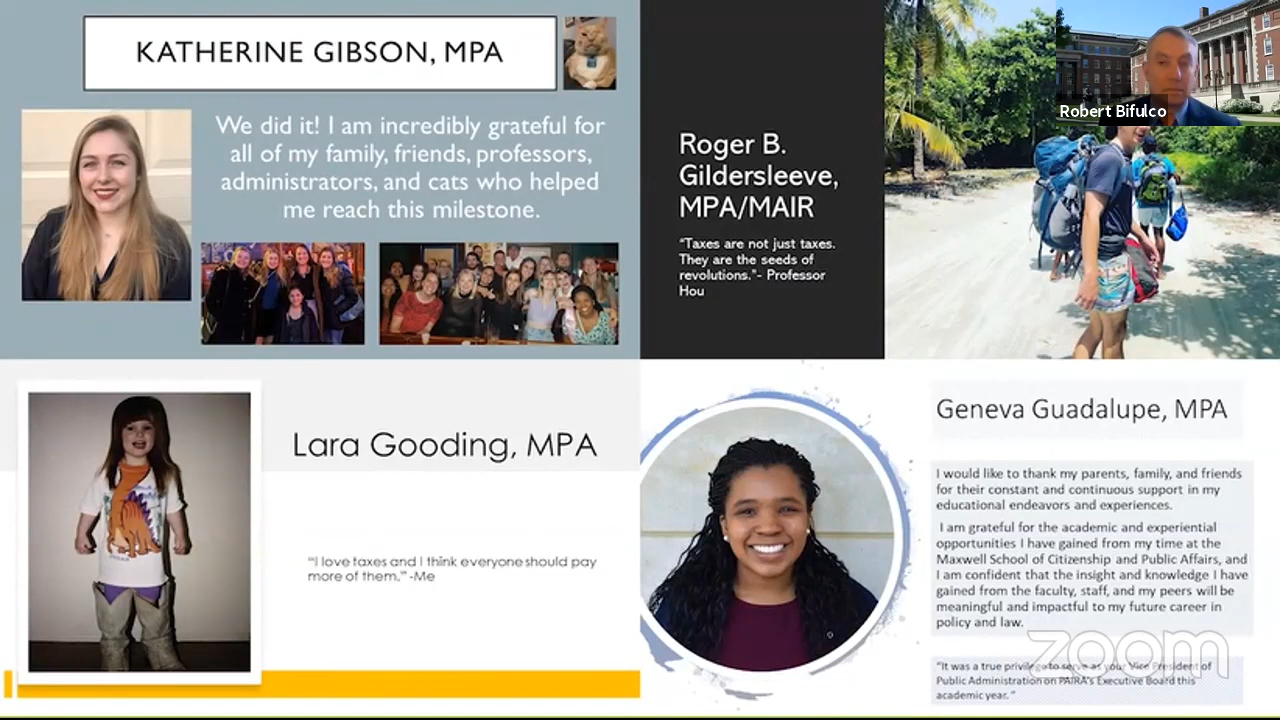 KATHERINE GIBSON, MPA
We did it! I am incredibly grateful for
all of my family, friends, professors,
administrators, and cats who helped
me reach this milestone.
Roger B.
Gildersleeve,
MPA/MAIR
“Taxes are not just taxes.
They are the seeds of
revolutions.”- Professor
Hou
Robert Bifulco
Lara Gooding, MPA
“‘I love taxes and I think everyone should pay
more of them.’” -Me
Geneva Guadalupe, MPA
I would like to thank my parents, family, and friends
for their constant and continuous support in my
educational endeavors and experiences.
I am grateful for the academic and experiential
opportunities I have gained from my time at the
Maxwell School of Citizenship and Public Affairs, and
I am confident that the insight and knowledge I have
gained from the faculty, staff, and my peers will be
meaningful and impactful to my future career in
policy and law.
“It was a true privilege to serve as your Vice President of
Public Administration on PAIRA's Executive Board this
academic year.”
zoom